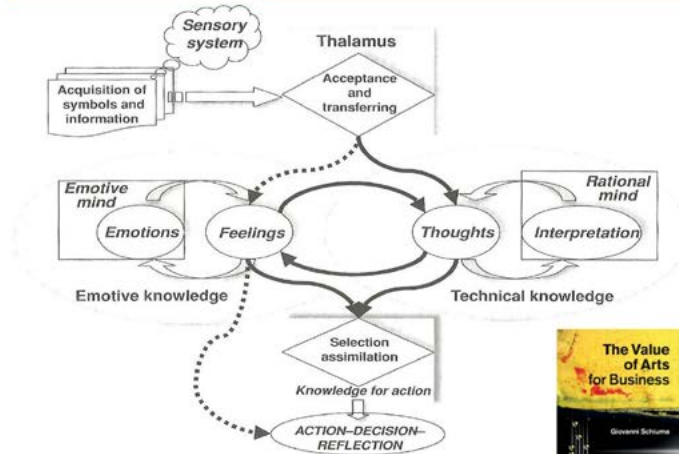 Sensory
system
Thalamus
Acquisition of
symbols and
information
Acceptance
and
transferring
Emotive
mind
Rational
mind
Emotions
Feelings
Thoughts
Interpretation
Emotive knowledge
Technical knowledge
Selection
assimilation
Knowledge for action
ACTION–DECISION–
REFLECTION
The Value
of Arts
for Business
Giovanni Schiuma